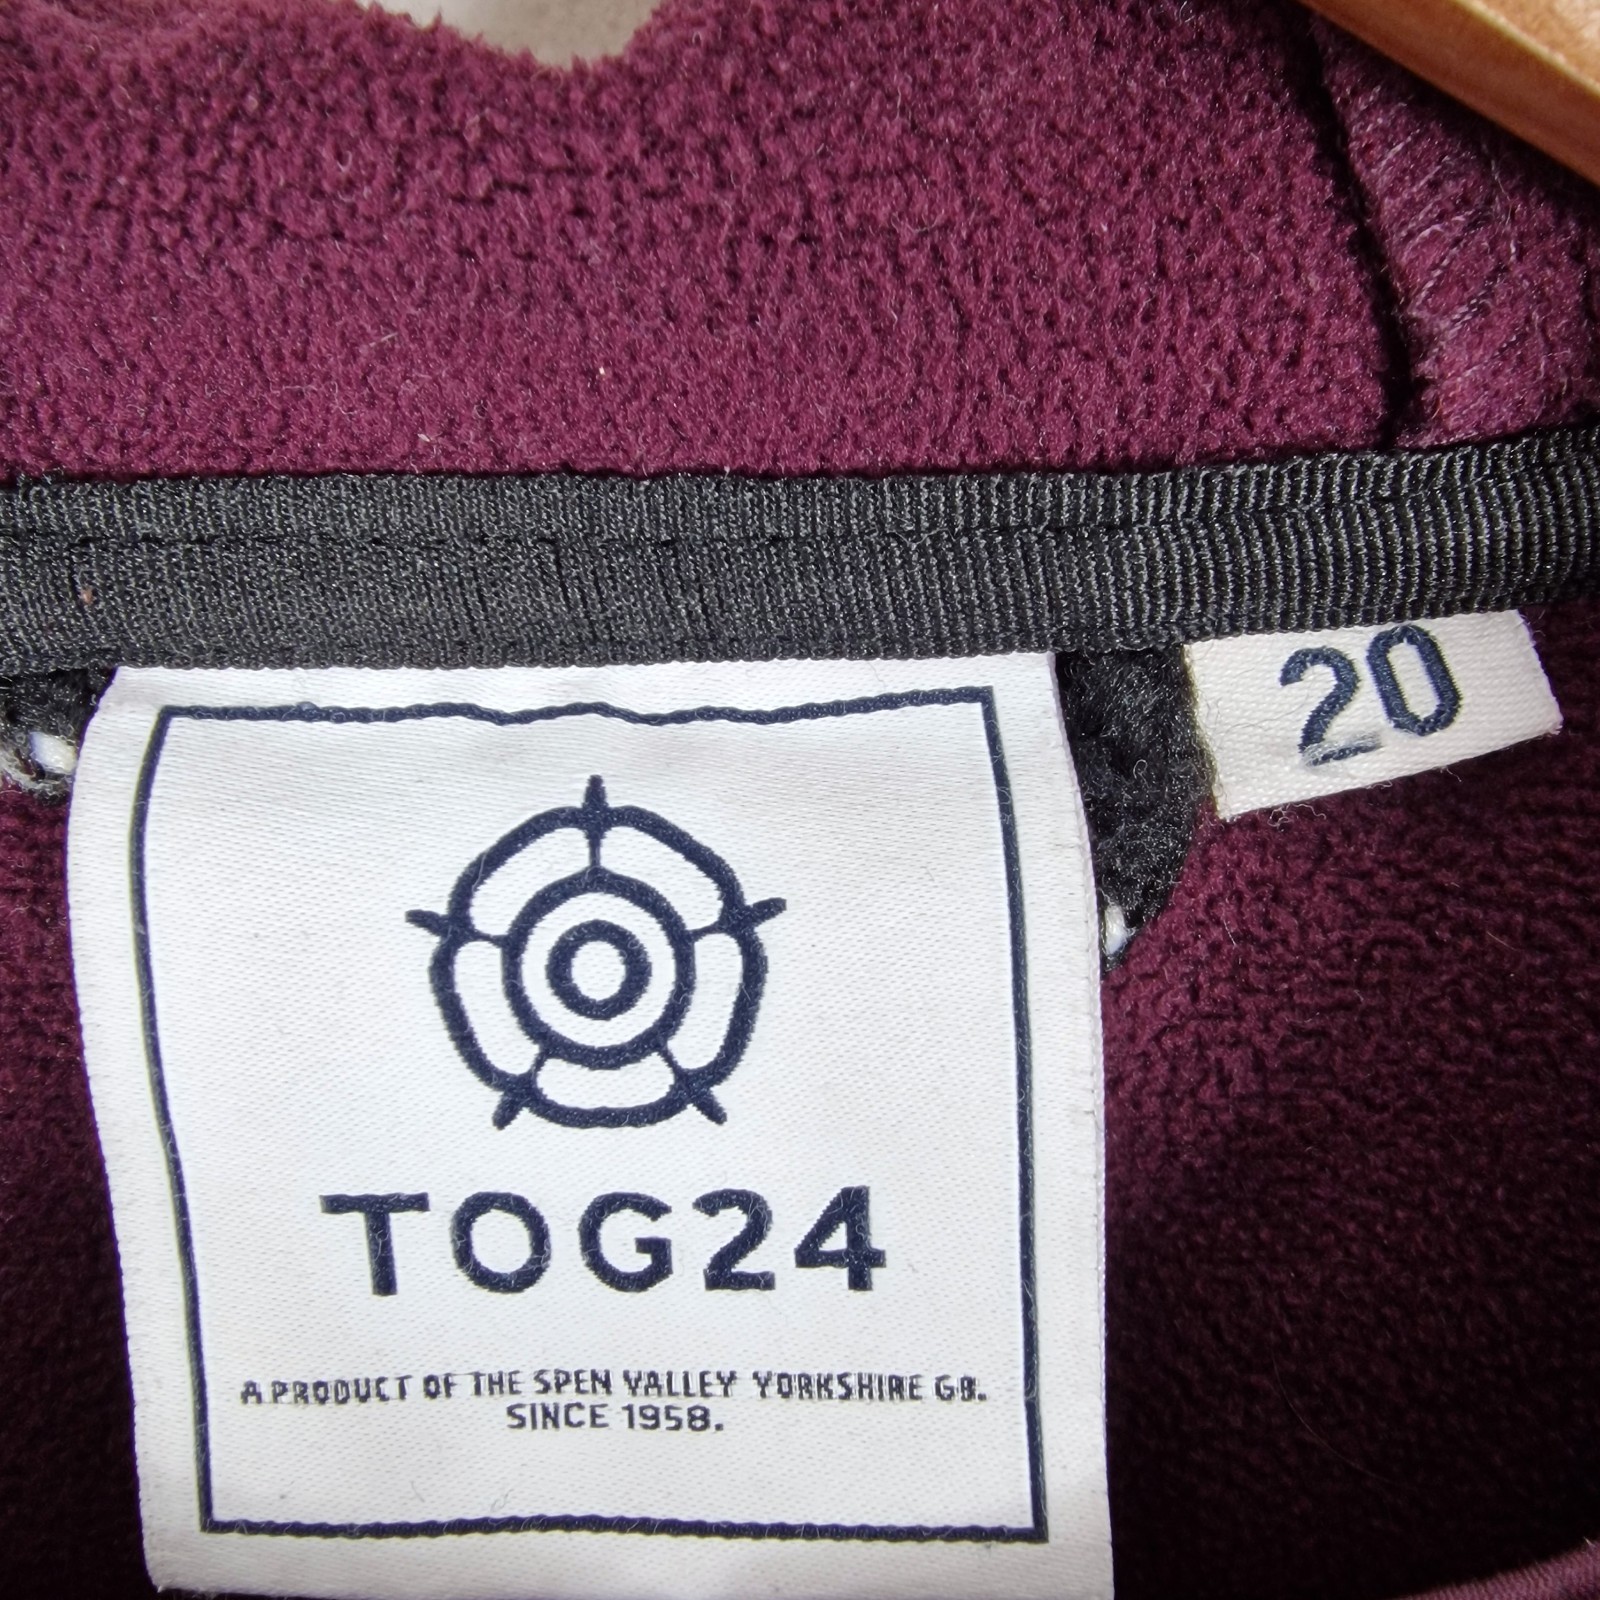 20
TOG24
A PRODUCT OF THE SPEN VALLEY YORKSHIRE GB.
SINCE 1958.